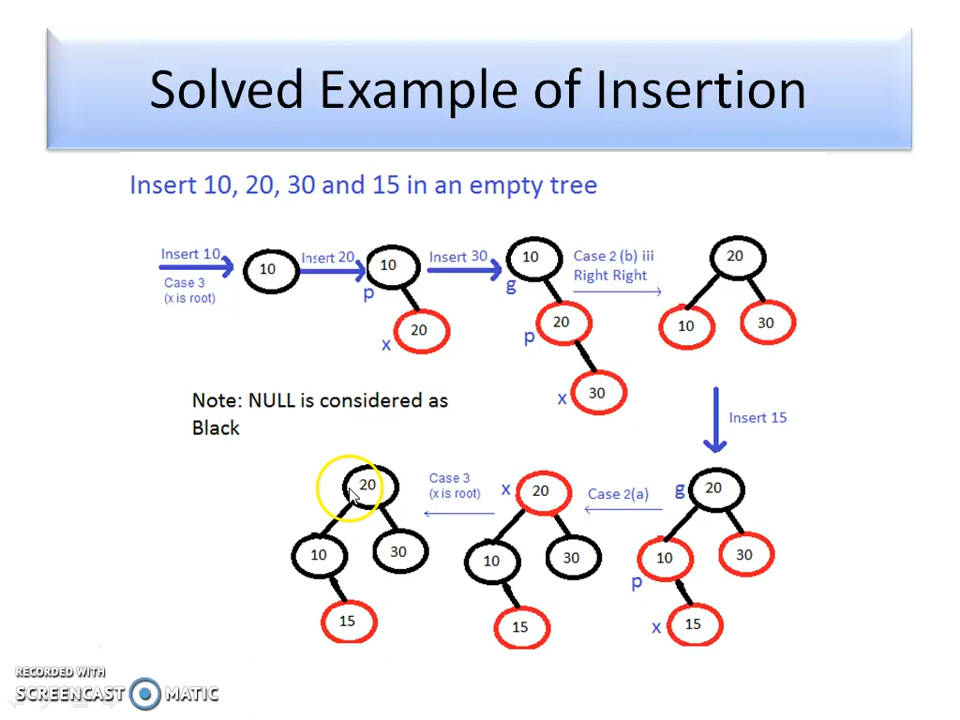 Solved Example of Insertion
Insert 10, 20, 30 and 15 in an empty tree
Insert 10
Case 3
(x is root)
10
Insert 20
10
p
20
x
Insert 30
10
g
20
p
30
x
Case 2 (b) iii
Right Right
20
10
30
Note: NULL is considered as
Black
Insert 15
20
g
10
p
30
15
x
Case 2(a)
x
20
10
30
15
Case 3
(x is root)
20
10
30
15
RECORDED WITH
SCREENCAST MATIC